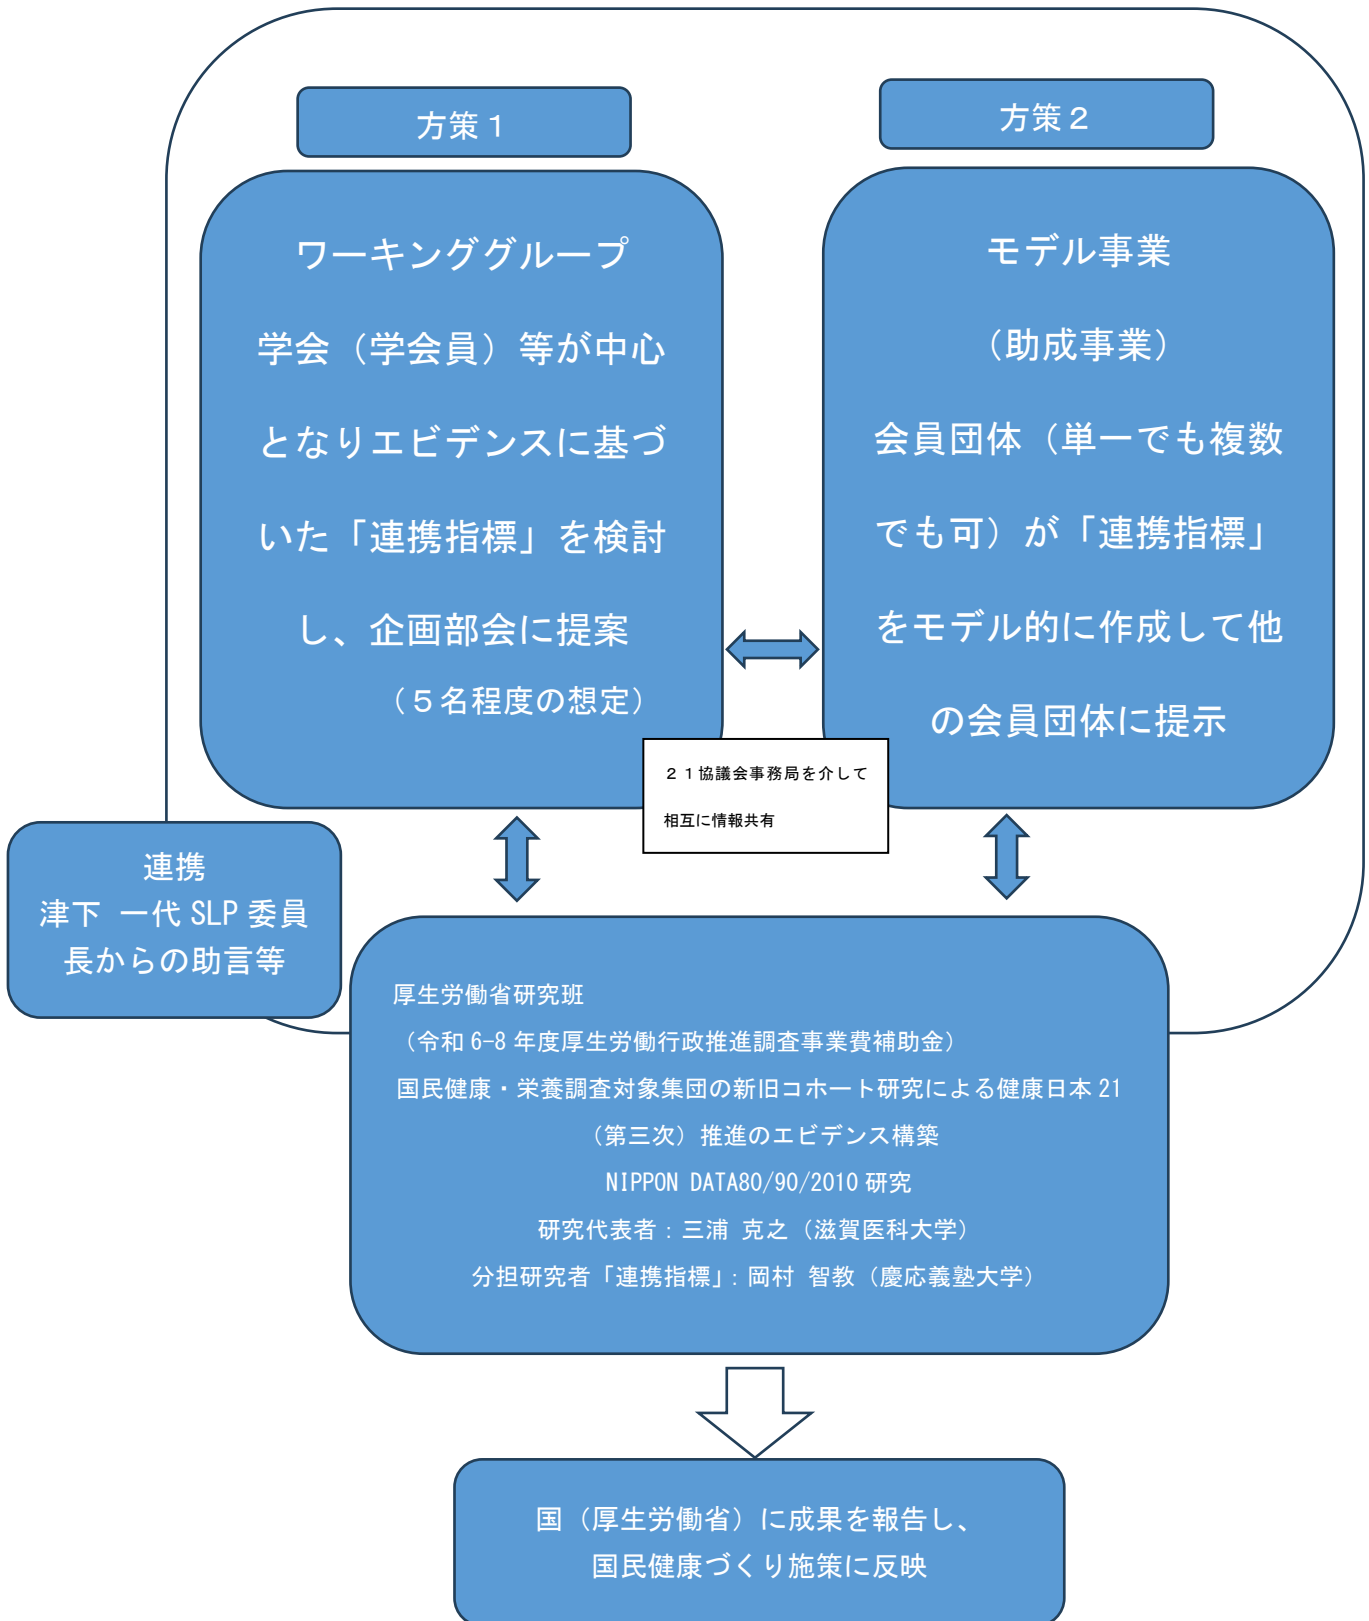 方策１
方策２
ワーキンググループ
学会（学会員）等が中心
となりエビデンスに基づ
いた「連携指標」を検討
し、企画部会に提案
（５名程度の想定）
モデル事業
（助成事業）
会員団体（単一でも複数
でも可）が「連携指標」
をモデル的に作成して他
の会員団体に提示
２１協議会事務局を介して
相互に情報共有
連携
津下 一代 SLP 委員
長からの助言等
厚生労働省研究班
（令和 6-8 年度厚生労働行政推進調査事業費補助金）
国民健康・栄養調査対象集団の新旧コホート研究による健康日本 21
（第三次）推進のエビデンス構築
NIPPON DATA80/90/2010 研究
研究代表者：三浦 克之（滋賀医科大学）
分担研究者「連携指標」：岡村 智教（慶応義塾大学）
国（厚生労働省）に成果を報告し、
国民健康づくり施策に反映